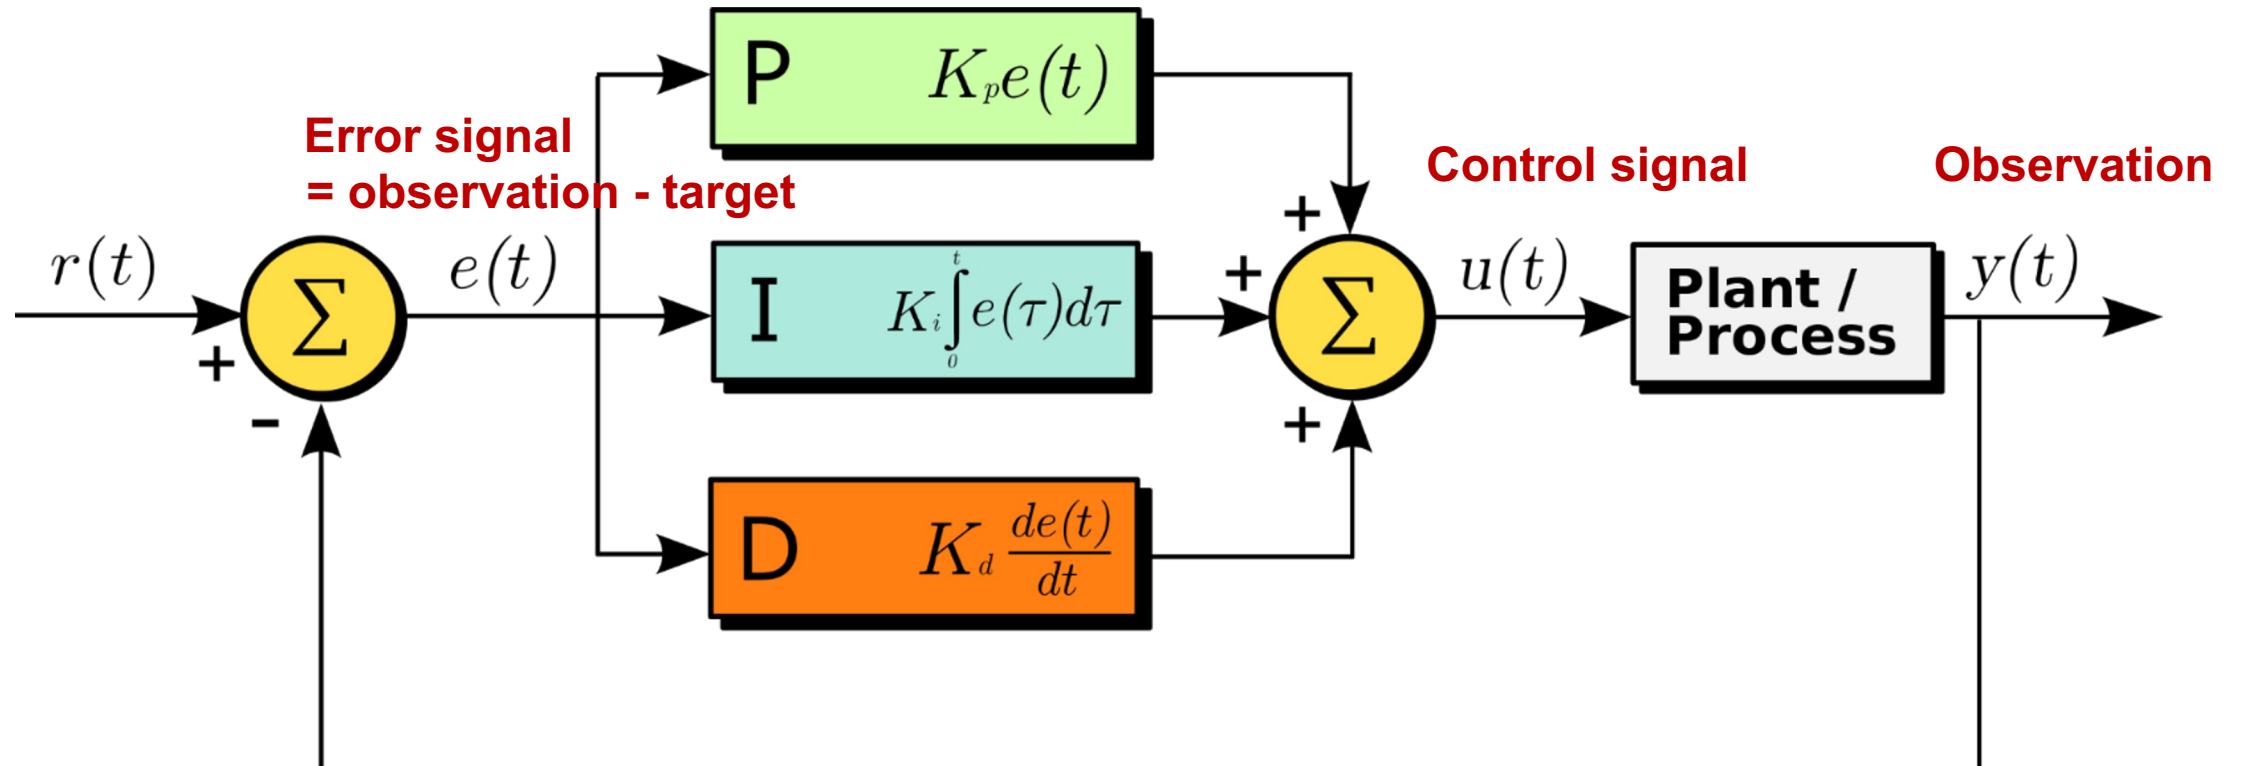 P K_p e(t)
Error signal
= observation - target
Control signal
Observation
+
r(t)
Σ
e(t)
I K_i ∫_0^t e(τ)dτ
+
Σ
u(t)
Plant /
Process
y(t)
+
-
+
D K_d de(t)/dt